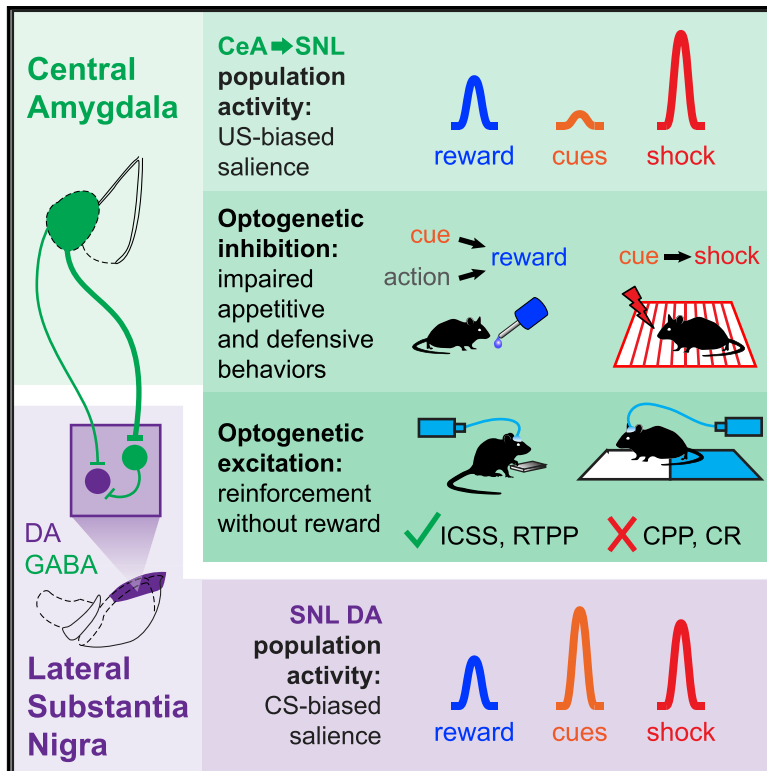 Central
Amygdala
CeA➡SNL
population
activity:
US-biased
salience
reward
cues
shock
Optogenetic
inhibition:
impaired
appetitive
and defensive
behaviors
cue
action
reward
cue
shock
Optogenetic
excitation:
reinforcement
without reward
ICSS, RTPP
CPP, CR
DA
GABA
Lateral
Substantia
Nigra
SNL DA
population
activity:
CS-biased
salience
reward
cues
shock